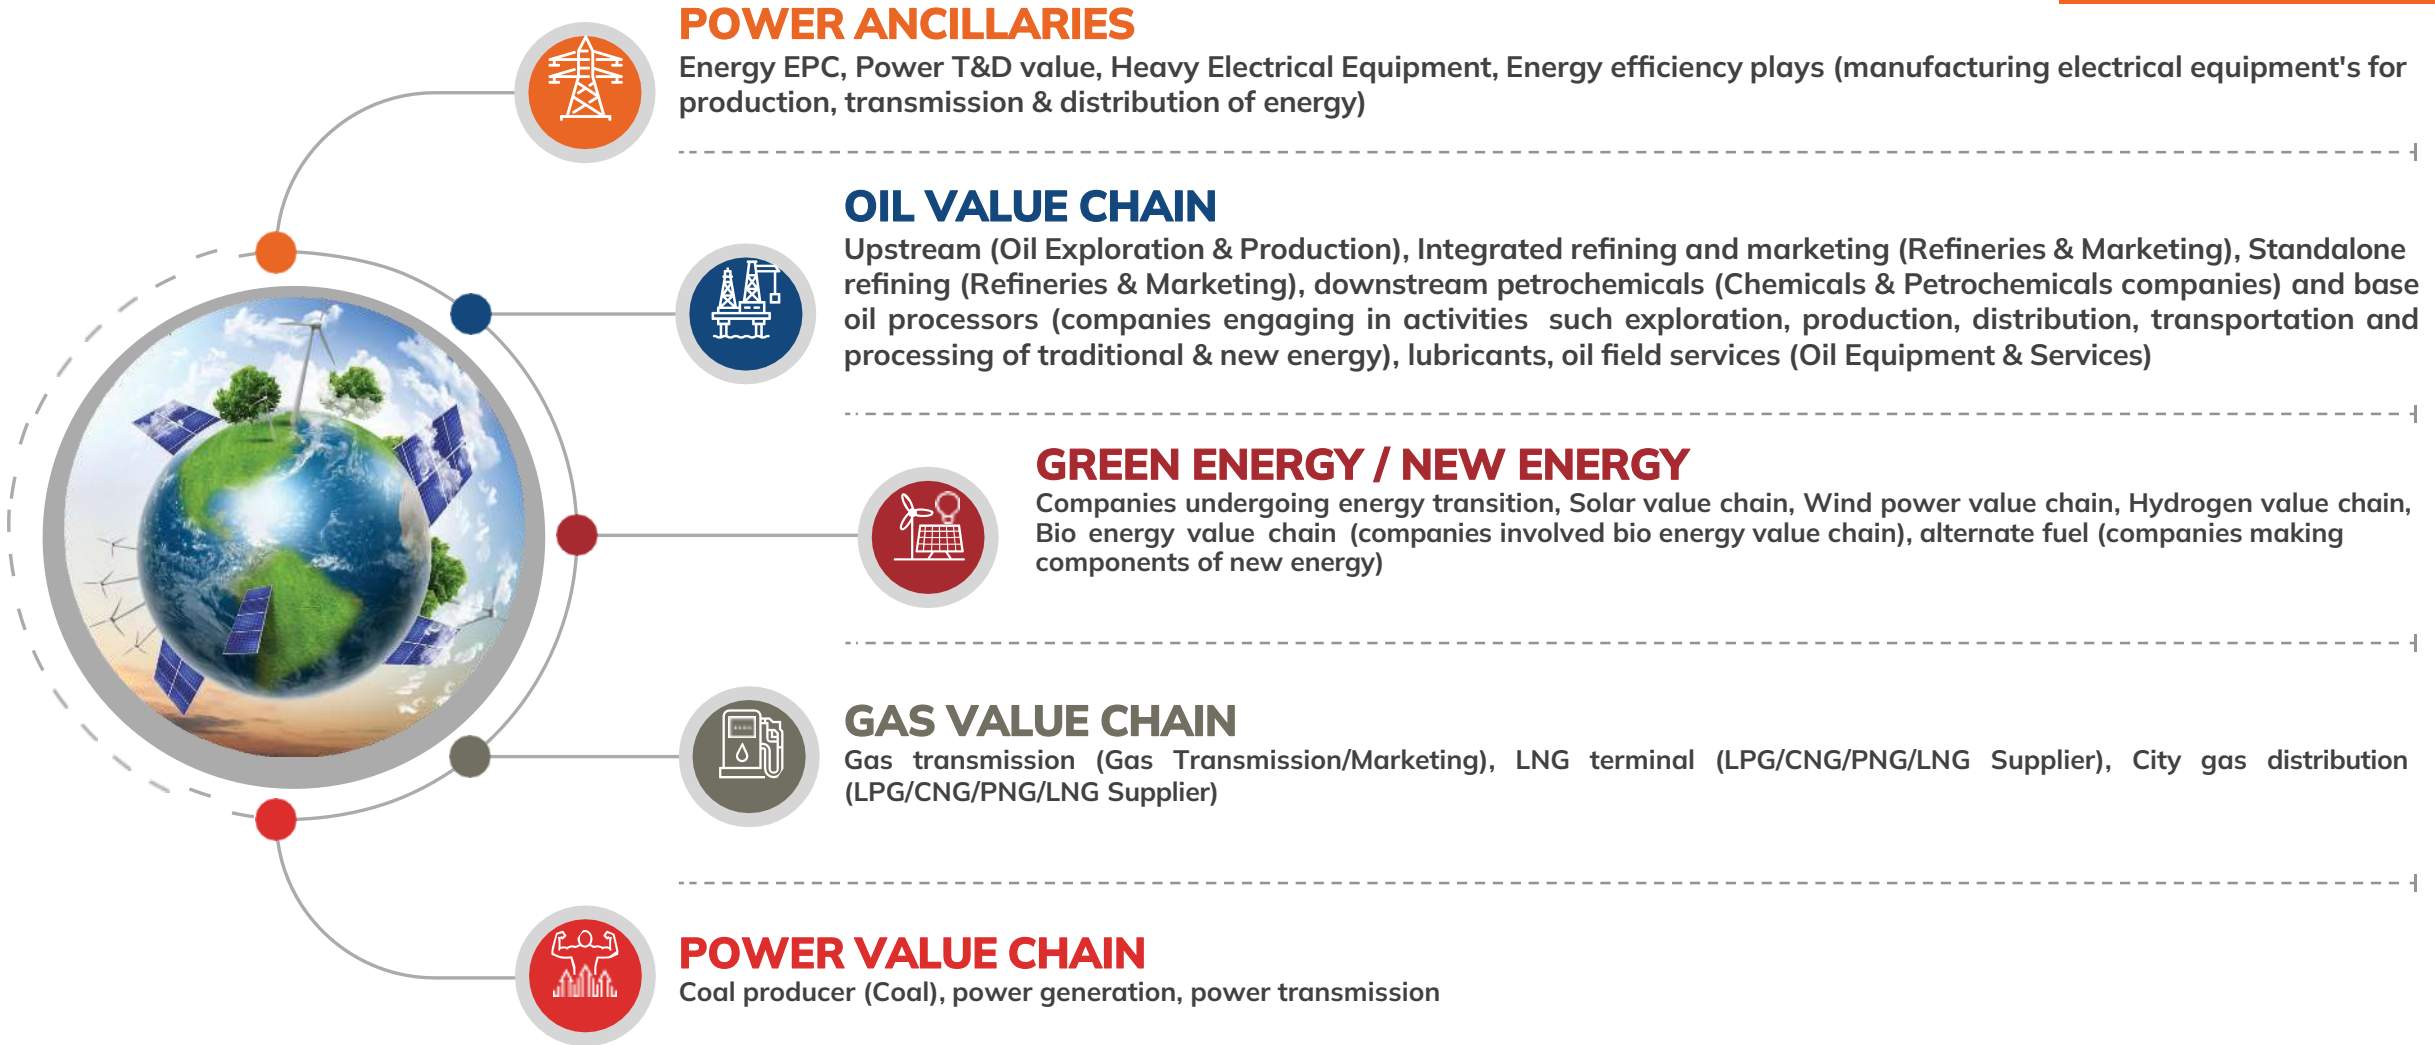 POWER ANCILLARIES
Energy EPC, Power T&D value, Heavy Electrical Equipment, Energy efficiency plays (manufacturing electrical equipment's for
production, transmission & distribution of energy)
OIL VALUE CHAIN
Upstream (Oil Exploration & Production), Integrated refining and marketing (Refineries & Marketing), Standalone
refining (Refineries & Marketing), downstream petrochemicals (Chemicals & Petrochemicals companies) and base
oil processors (companies engaging in activities such exploration, production, distribution, transportation and
processing of traditional & new energy), lubricants, oil field services (Oil Equipment & Services)
GREEN ENERGY / NEW ENERGY
Companies undergoing energy transition, Solar value chain, Wind power value chain, Hydrogen value chain,
Bio energy value chain (companies involved bio energy value chain), alternate fuel (companies making
components of new energy)
GAS VALUE CHAIN
Gas transmission (Gas Transmission/Marketing), LNG terminal (LPG/CNG/PNG/LNG Supplier), City gas distribution
(LPG/CNG/PNG/LNG Supplier)
POWER VALUE CHAIN
Coal producer (Coal), power generation, power transmission